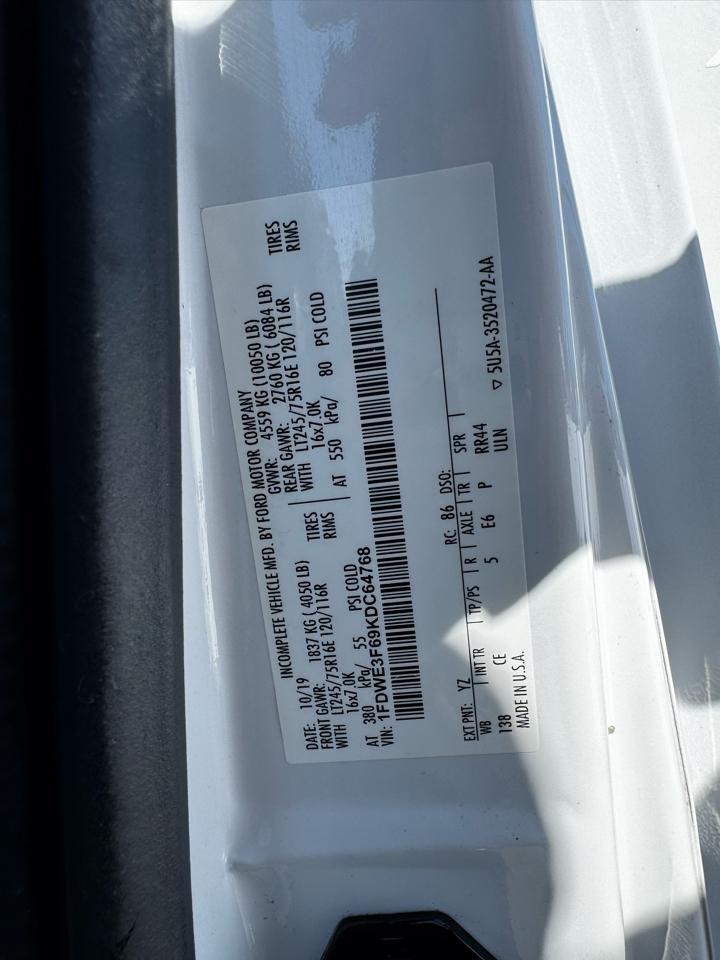 INCOMPLETE VEHICLE MFD. BY FORD MOTOR COMPANY
DATE: 10/19 GVWR: 4559 KG (10050 LB)
FRONT GAWR: 1837 KG ( 4050 LB) REAR GAWR: 2760 KG ( 6084 LB)
WITH LT245/75R16E 120/116R TIRES WITH LT245/75R16E 120/116R TIRES
16x7.0K RIMS 16x7.0K RIMS
AT 380 kPa/ 55 PSI COLD AT 550 kPa/ 80 PSI COLD
VIN: 1FDWE3F69KDC64768
EXT PNT: YZ RC: 86 DSO:
WB INT TR TP/PS R AXLE TR SPR
138 CE 5 E6 P RR44
MADE IN U.S.A. ULN ▽ 5U5A-3520472-AA